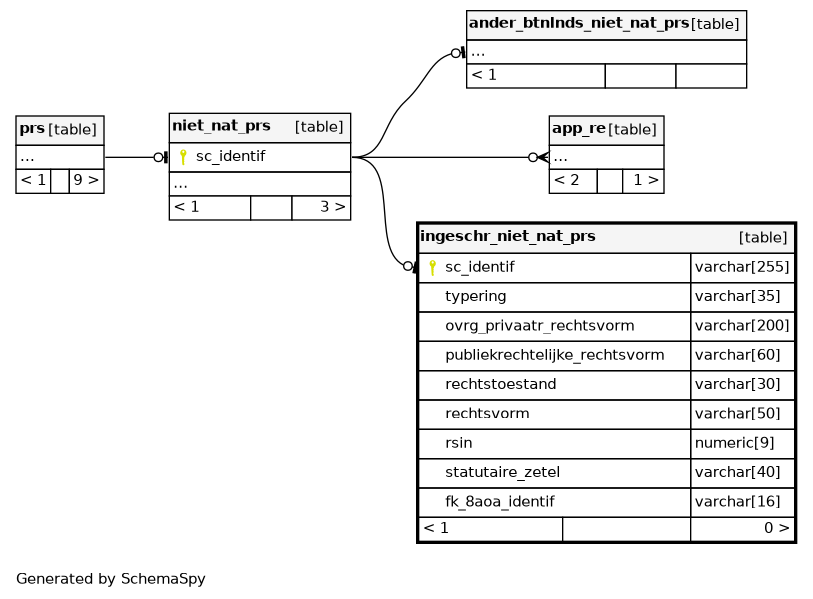 ander_btnlnds_niet_nat_prs [table]
...
< 1
prs [table]
...
< 1 9 >
niet_nat_prs [table]
sc_identif
...
< 1 3 >
app_re [table]
...
< 2 1 >
ingeschr_niet_nat_prs [table]
sc_identif varchar[255]
typering varchar[35]
ovrg_privaatr_rechtsvorm varchar[200]
publiekrechtelijke_rechtsvorm varchar[60]
rechtstoestand varchar[30]
rechtsvorm varchar[50]
rsin numeric[9]
statutaire_zetel varchar[40]
fk_8aoa_identif varchar[16]
< 1 0 >
Generated by SchemaSpy